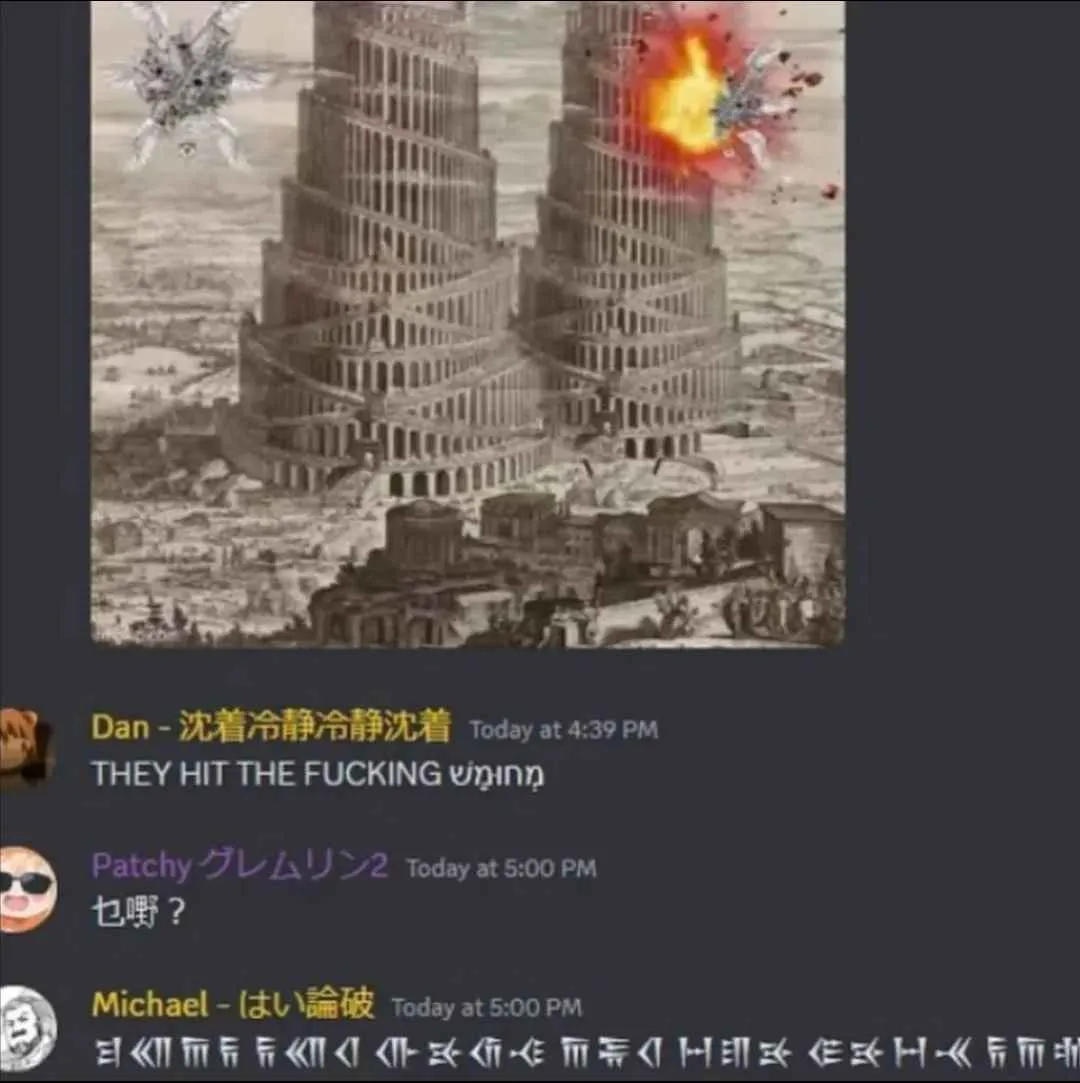 Dan - 沈着冷静冷静沈着 Today at 4:39 PM
THEY HIT THE FUCKING מְחוּמָּשׁ
Patchy グレムリン2 Today at 5:00 PM
乜嘢？
Michael - はい論破 Today at 5:00 PM